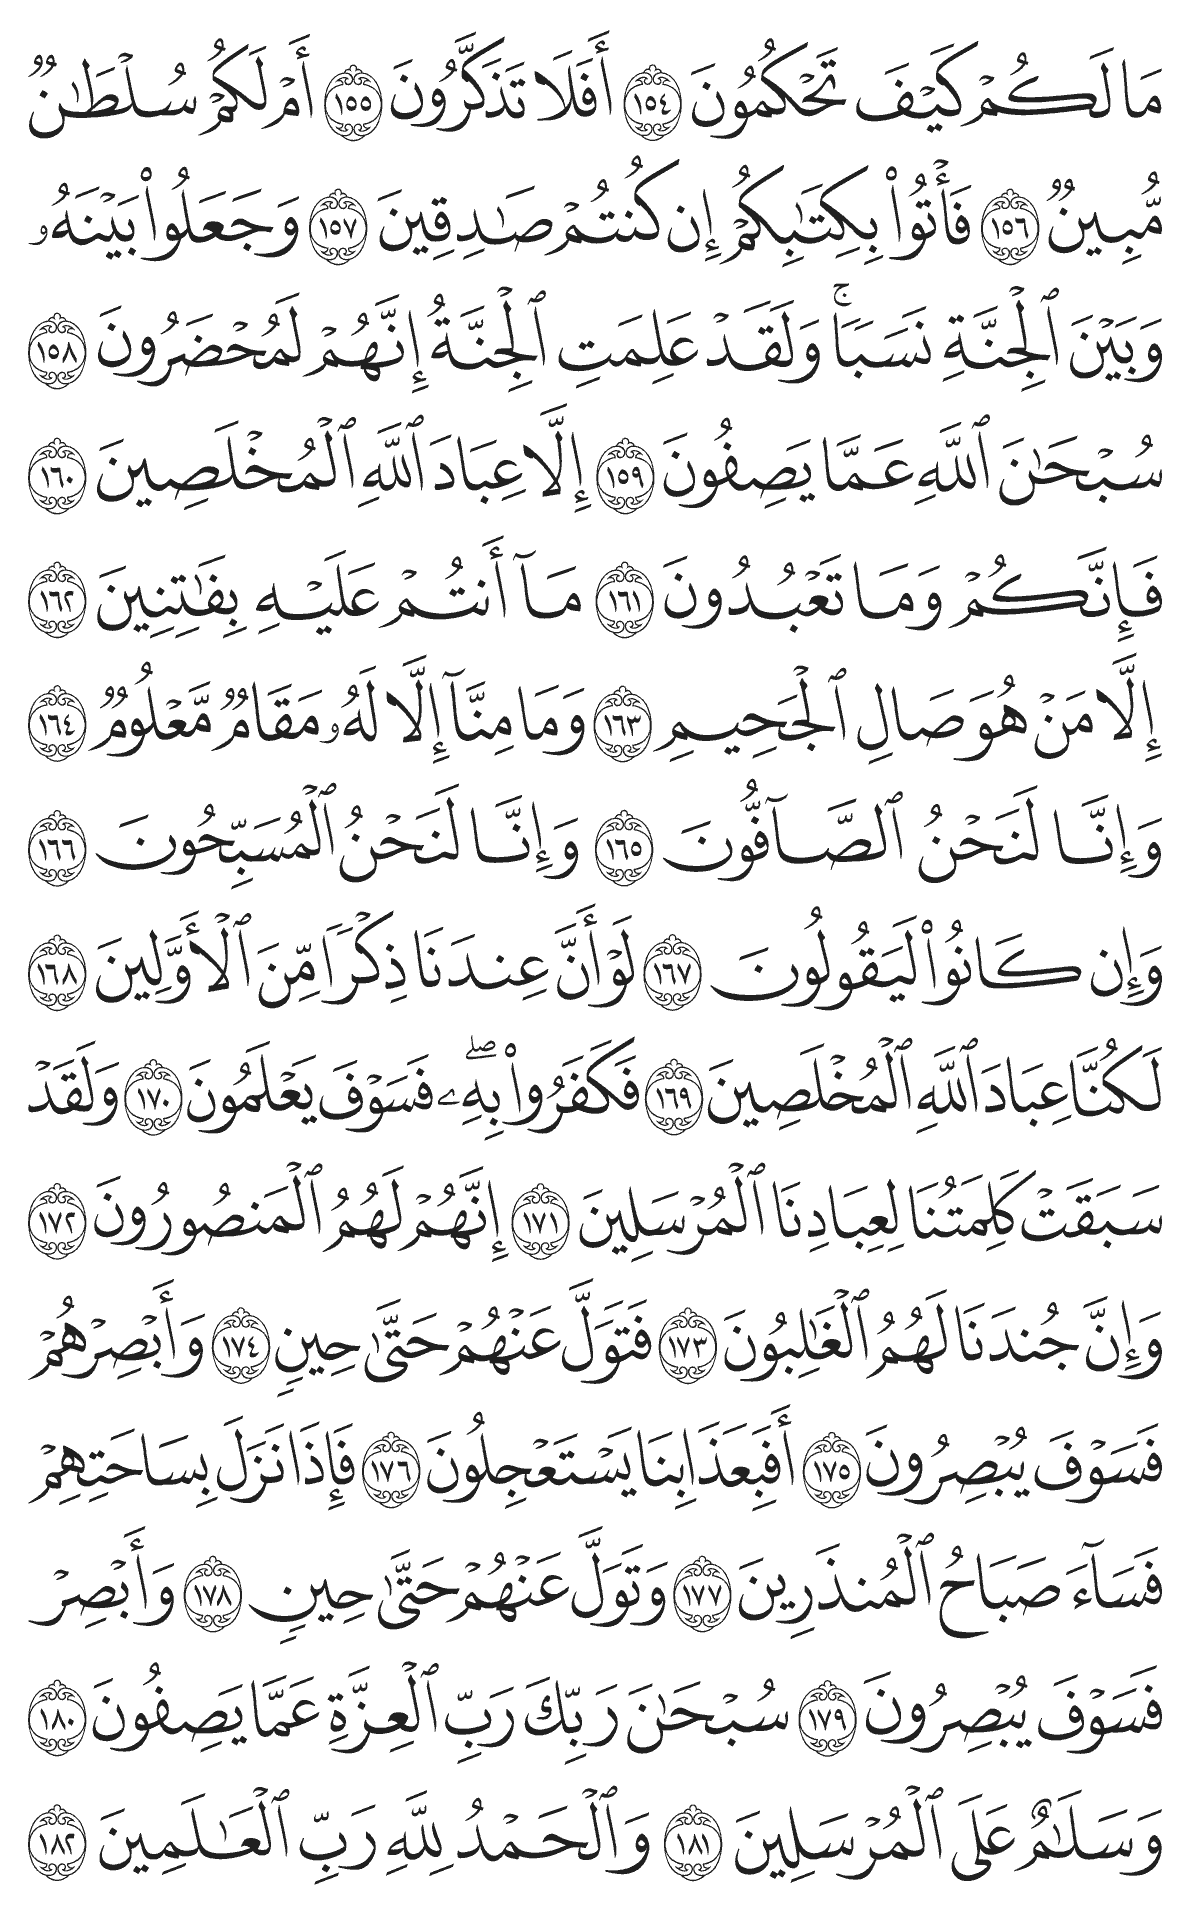 مَا لَكُمْ كَيْفَ تَحْكُمُونَ ١٥٤ أَفَلَا تَذَكَّرُونَ ١٥٥ أَمْ لَكُمْ سُلْطَٰنٌ
مُّبِينٌ ١٥٦ فَأْتُوا۟ بِكِتَٰبِكُمْ إِن كُنتُمْ صَٰدِقِينَ ١٥٧ وَجَعَلُوا۟ بَيْنَهُۥ
وَبَيْنَ ٱلْجِنَّةِ نَسَبًا ۚ وَلَقَدْ عَلِمَتِ ٱلْجِنَّةُ إِنَّهُمْ لَمُحْضَرُونَ ١٥٨
سُبْحَٰنَ ٱللَّهِ عَمَّا يَصِفُونَ ١٥٩ إِلَّا عِبَادَ ٱللَّهِ ٱلْمُخْلَصِينَ ١٦٠
فَإِنَّكُمْ وَمَا تَعْبُدُونَ ١٦١ مَآ أَنتُمْ عَلَيْهِ بِفَٰتِنِينَ ١٦٢
إِلَّا مَنْ هُوَ صَالِ ٱلْجَحِيمِ ١٦٣ وَمَا مِنَّآ إِلَّا لَهُۥ مَقَامٌ مَّعْلُومٌ ١٦٤
وَإِنَّا لَنَحْنُ ٱلصَّآفُّونَ ١٦٥ وَإِنَّا لَنَحْنُ ٱلْمُسَبِّحُونَ ١٦٦
وَإِن كَانُوا۟ لَيَقُولُونَ ١٦٧ لَوْ أَنَّ عِندَنَا ذِكْرًا مِّنَ ٱلْأَوَّلِينَ ١٦٨
لَكُنَّا عِبَادَ ٱللَّهِ ٱلْمُخْلَصِينَ ١٦٩ فَكَفَرُوا۟ بِهِۦ ۖ فَسَوْفَ يَعْلَمُونَ ١٧٠ وَلَقَدْ
سَبَقَتْ كَلِمَتُنَا لِعِبَادِنَا ٱلْمُرْسَلِينَ ١٧١ إِنَّهُمْ لَهُمُ ٱلْمَنصُورُونَ ١٧٢
وَإِنَّ جُندَنَا لَهُمُ ٱلْغَٰلِبُونَ ١٧٣ فَتَوَلَّ عَنْهُمْ حَتَّىٰ حِينٍ ١٧٤ وَأَبْصِرْهُمْ
فَسَوْفَ يُبْصِرُونَ ١٧٥ أَفَبِعَذَابِنَا يَسْتَعْجِلُونَ ١٧٦ فَإِذَا نَزَلَ بِسَاحَتِهِمْ
فَسَآءَ صَبَاحُ ٱلْمُنذَرِينَ ١٧٧ وَتَوَلَّ عَنْهُمْ حَتَّىٰ حِينٍ ١٧٨ وَأَبْصِرْ
فَسَوْفَ يُبْصِرُونَ ١٧٩ سُبْحَٰنَ رَبِّكَ رَبِّ ٱلْعِزَّةِ عَمَّا يَصِفُونَ ١٨٠
وَسَلَٰمٌ عَلَى ٱلْمُرْسَلِينَ ١٨١ وَٱلْحَمْدُ لِلَّهِ رَبِّ ٱلْعَٰلَمِينَ ١٨٢